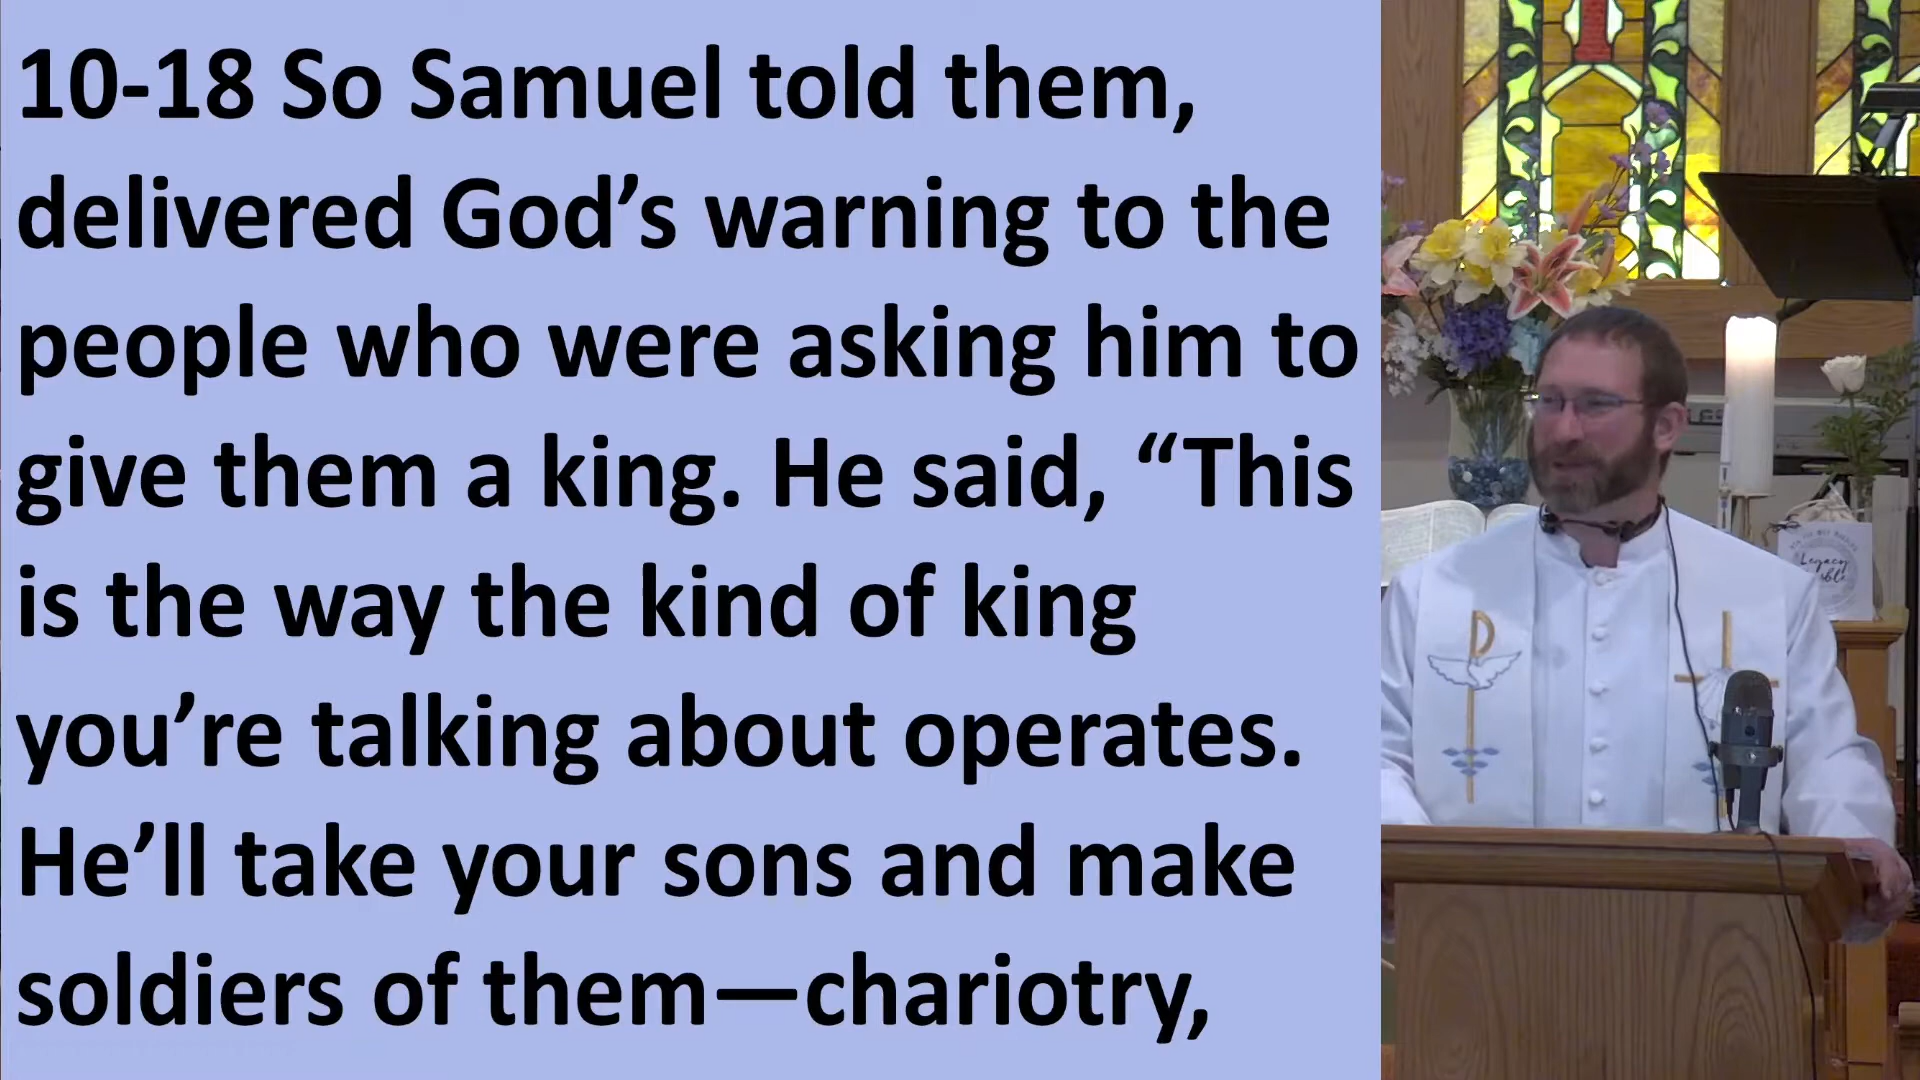 10-18 So Samuel told them,
delivered God’s warning to the
people who were asking him to
give them a king. He said, “This
is the way the kind of king
you’re talking about operates.
He’ll take your sons and make
soldiers of them—chariotry,
Legacy